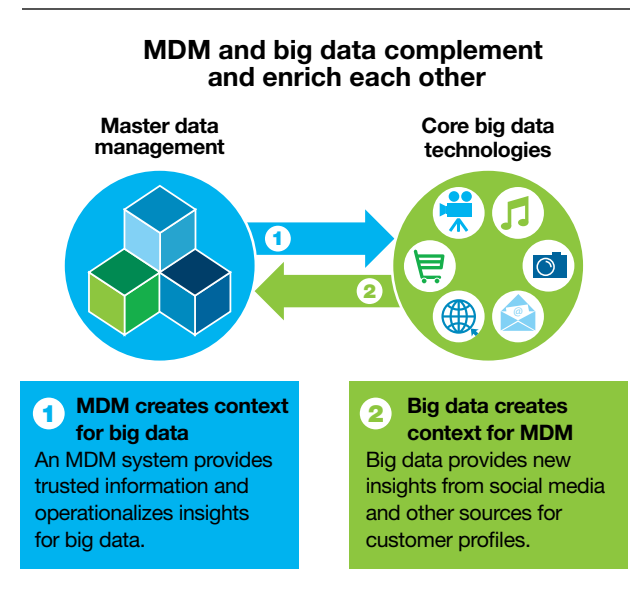 MDM and big data complement
and enrich each other
Master data
management
Core big data
technologies
1
2
@
1 MDM creates context
for big data
An MDM system provides
trusted information and
operationalizes insights
for big data.
2 Big data creates
context for MDM
Big data provides new
insights from social media
and other sources for
customer profiles.